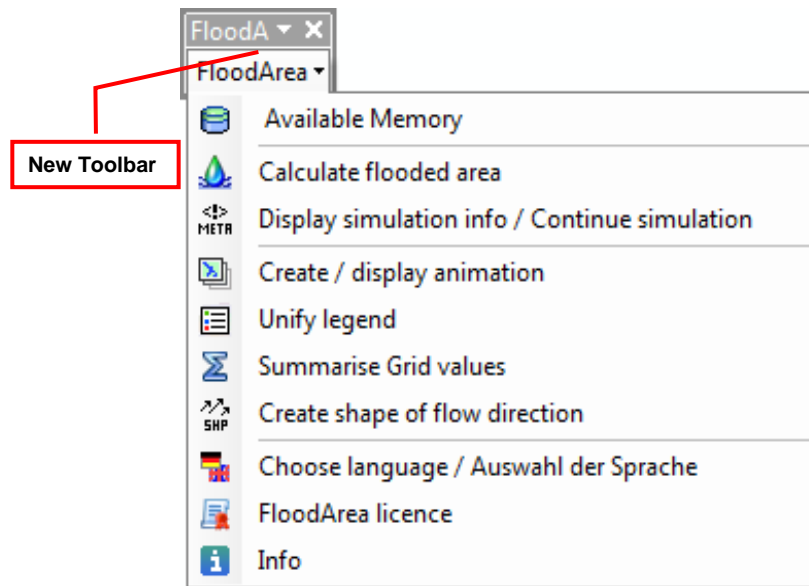 FloodA
FloodArea
New Toolbar
Available Memory
Calculate flooded area
<!>
META
Display simulation info / Continue simulation
Create / display animation
Unify legend
Summarise Grid values
SHP
Create shape of flow direction
Choose language / Auswahl der Sprache
FloodArea licence
i
Info